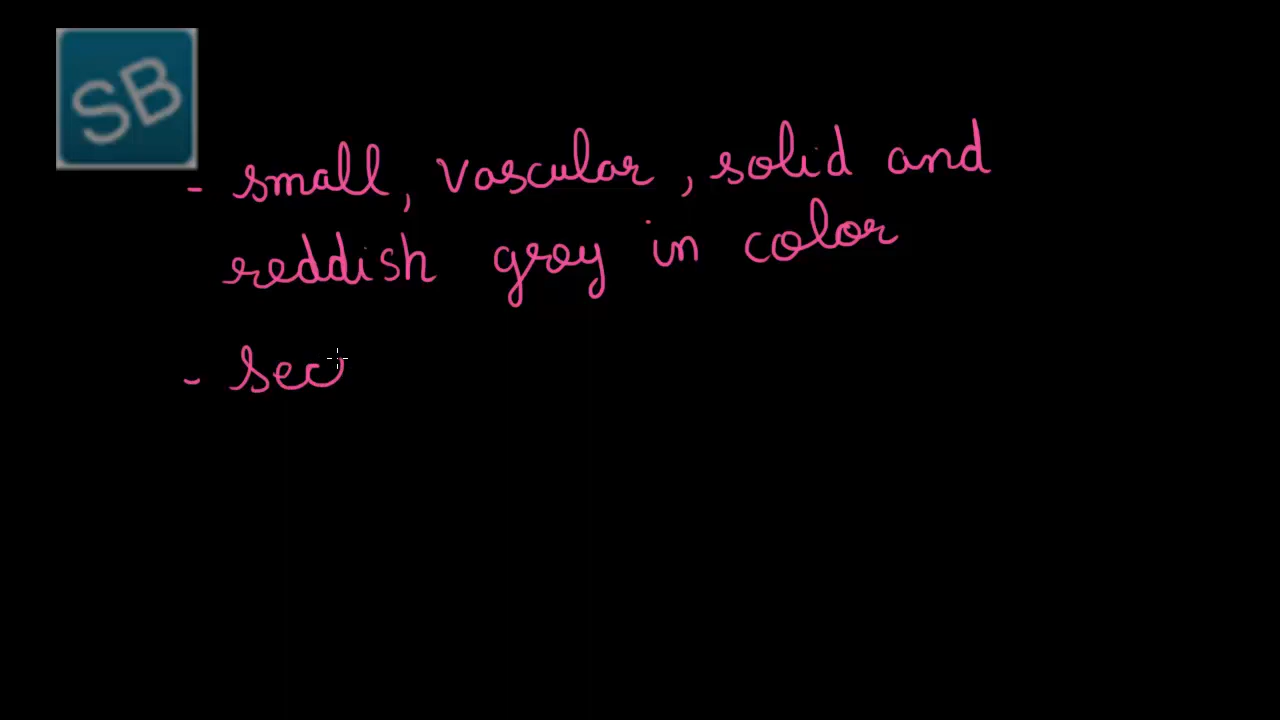 SB
- small, vascular, solid and
reddish grey in color
- sec